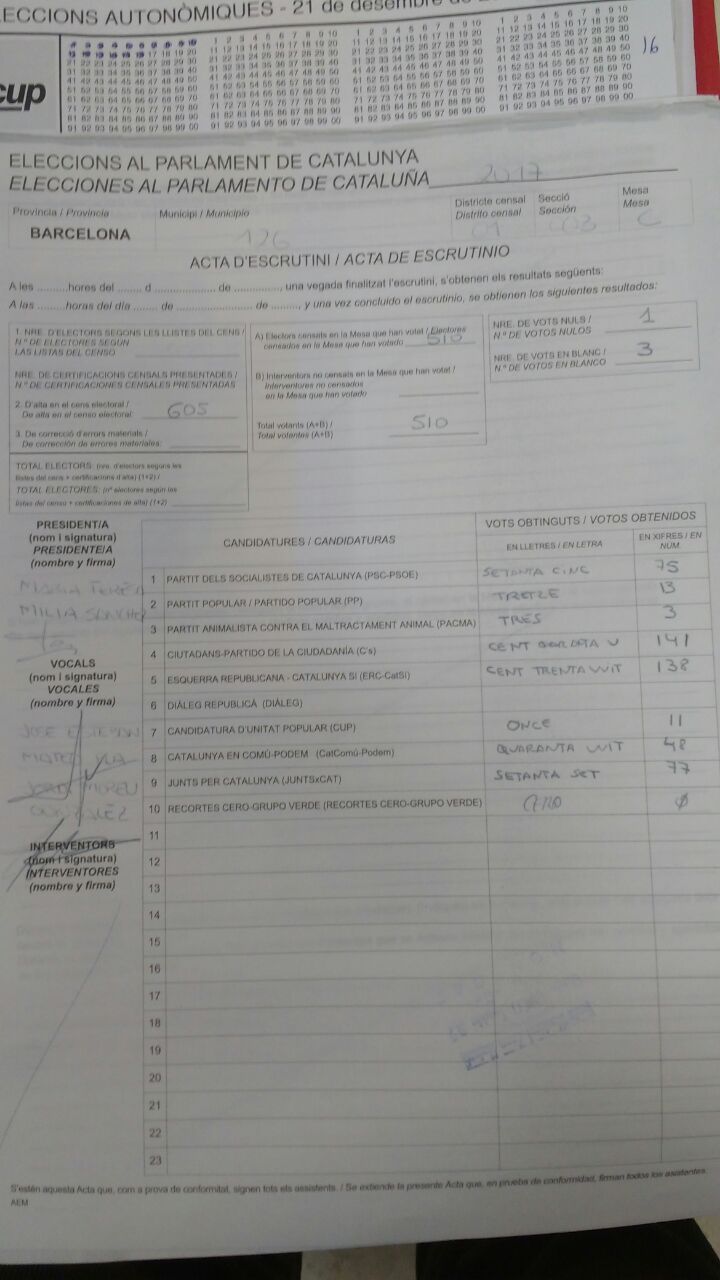 ECCIONS AUTONÒMIQUES - 21 de desembre de
cup
16
ELECCIONS AL PARLAMENT DE CATALUNYA
ELECCIONES AL PARLAMENTO DE CATALUÑA 2017
Provincia / Provincia
Municipi / Municipio
Districte censal
Distrito censal
Secció
Sección
Mesa
Mesa
BARCELONA
126
01
003
C
ACTA D'ESCRUTINI / ACTA DE ESCRUTINIO
A les ..........hores del ........ d ...................... de .............., una vegada finalitzat l'escrutini, s'obtenen els resultats següents:
A las ..........horas del día ........ de ...................... de ........., y una vez concluido el escrutinio, se obtienen los siguientes resultados:
1. NRE. D'ELECTORS SEGONS LES LLISTES DEL CENS /
N.º DE ELECTORES SEGÚN
LAS LISTAS DEL CENSO
NRE. DE CERTIFICACIONS CENSALS PRESENTADES /
N.º DE CERTIFICACIONES CENSALES PRESENTADAS
2. D'alta en el cens electoral /
De alta en el censo electoral: 605
3. De correcció d'errors materials /
De corrección de errores materiales:
TOTAL ELECTORS: (nre. d'electors segons les
llistes del cens + certificacions d'alta) (1+2) /
TOTAL ELECTORES: (nº electores según las
listas del censo + certificaciones de alta) (1+2)
A) Electors censats en la Mesa que han votat / Electores
censados en la Mesa que han votado 510
B) Interventors no censats en la Mesa que han votat /
Interventores no censados
en la Mesa que han votado
Total votants (A+B) /
Total votantes (A+B) 510
NRE. DE VOTS NULS /
N.º DE VOTOS NULOS 1
NRE. DE VOTS EN BLANC /
N.º DE VOTOS EN BLANCO 3
PRESIDENT/A
(nom i signatura)
PRESIDENTE/A
(nombre y firma)
MARIA TERESA
VOCALS
(nom i signatura)
VOCALES
(nombre y firma)
JOSE ESTEBAN
INTERVENTORS
(nom i signatura)
INTERVENTORES
(nombre y firma)
CANDIDATURES / CANDIDATURAS
VOTS OBTINGUTS / VOTOS OBTENIDOS
EN LLETRES / EN LETRA
EN XIFRES / EN NUM.
1 PARTIT DELS SOCIALISTES DE CATALUNYA (PSC-PSOE) SETANTA CINC 75
2 PARTIT POPULAR / PARTIDO POPULAR (PP) TRETZE 13
3 PARTIT ANIMALISTA CONTRA EL MALTRACTAMENT ANIMAL (PACMA) TRES 3
4 CIUTADANS-PARTIDO DE LA CIUDADANÍA (C's) CENT QUARANTA U 141
5 ESQUERRA REPUBLICANA - CATALUNYA SÍ (ERC-CatSí) CENT TRENTA VUIT 138
6 DIÀLEG REPUBLICÀ (DIÀLEG)
7 CANDIDATURA D'UNITAT POPULAR (CUP) ONCE 11
8 CATALUNYA EN COMÚ-PODEM (CatComú-Podem) QUARANTA VUIT 48
9 JUNTS PER CATALUNYA (JUNTSxCAT) SETANTA SET 77
10 RECORTES CERO-GRUPO VERDE (RECORTES CERO-GRUPO VERDE) 0
11
12
13
14
15
16
17
18
19
20
21
22
23
S'estén aquesta Acta que, com a prova de conformitat, signen tots els assistents. / Se extiende la presente Acta que, en prueba de conformidad, firman todos los asistentes.
AEM